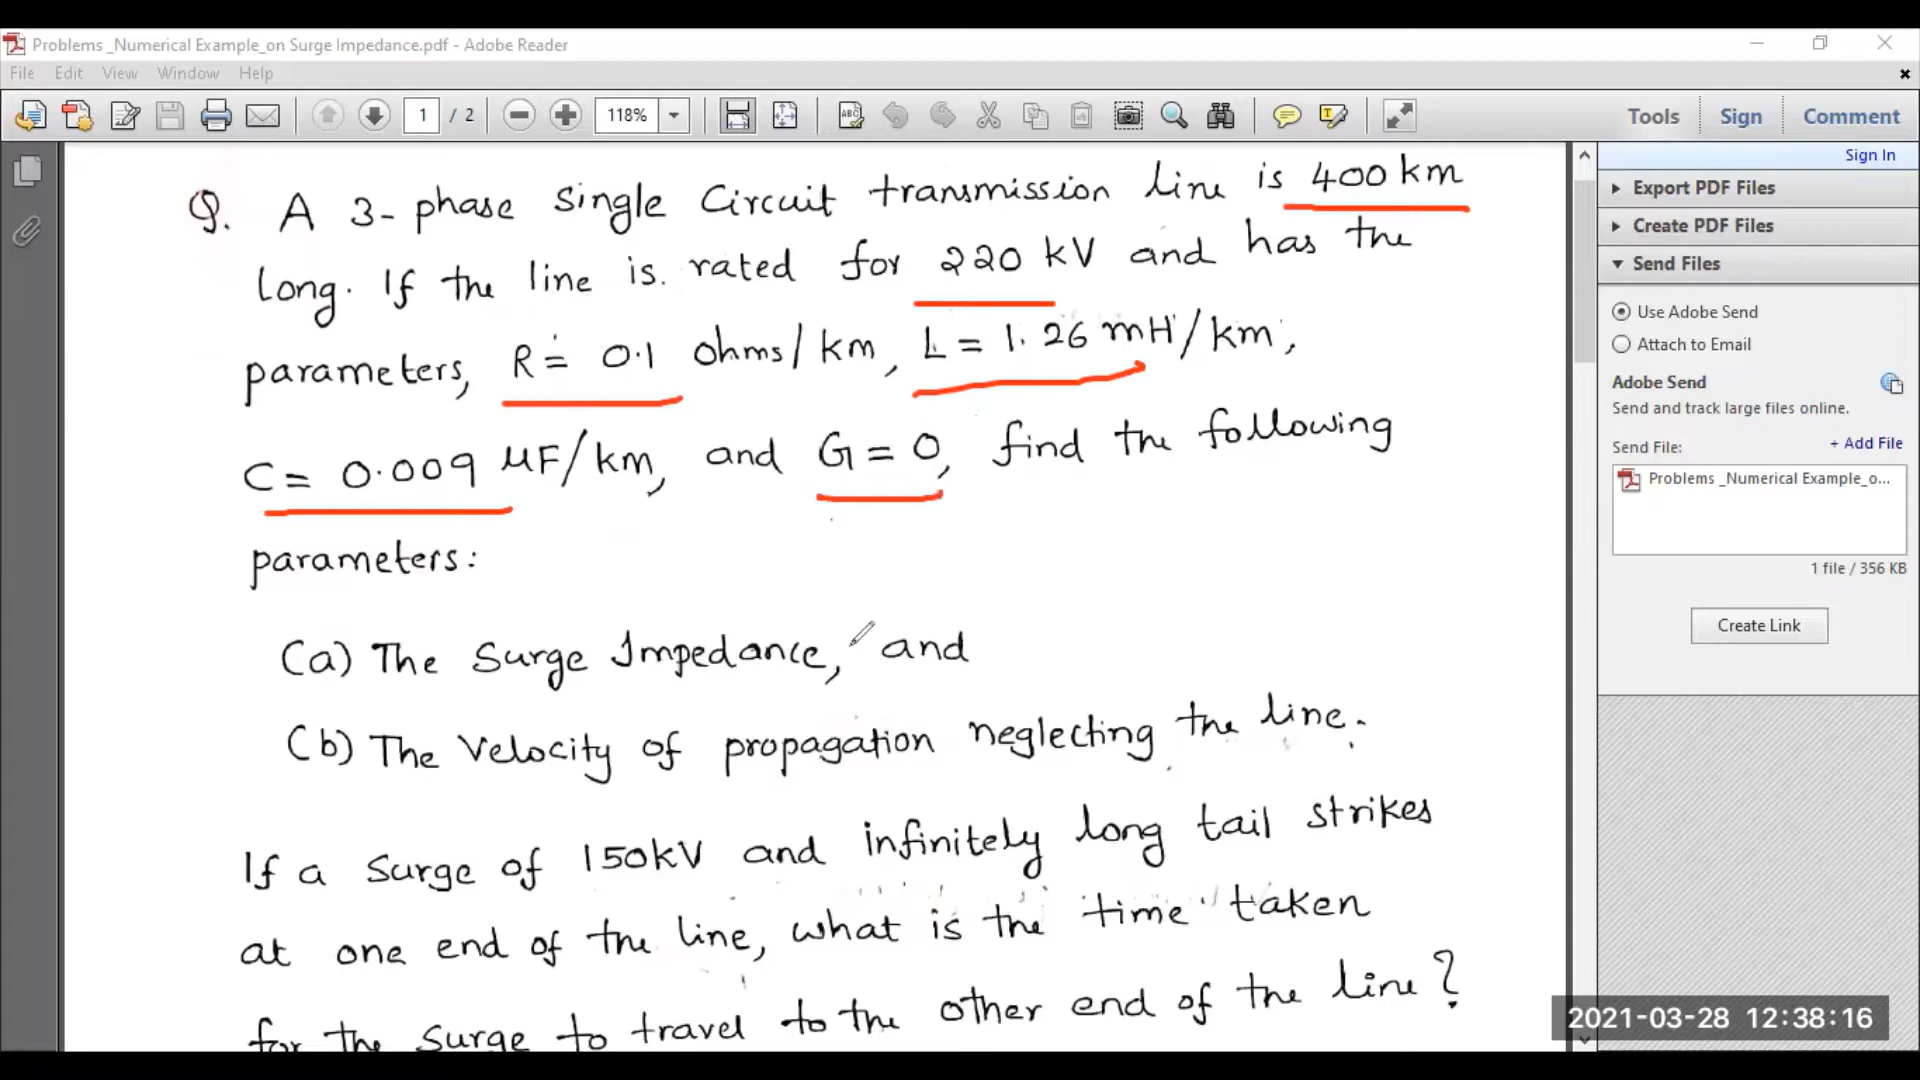 Problems _Numerical Example_on Surge Impedance.pdf - Adobe Reader
File Edit View Window Help
1 / 2 118% Tools Sign Comment
Sign In
Export PDF Files
Create PDF Files
Send Files
Use Adobe Send
Attach to Email
Adobe Send
Send and track large files online.
Send File: + Add File
Problems _Numerical Example_o...
1 file / 356 KB
Create Link
Q. A 3-phase Single Circuit transmission line is 400 km
long. If the line is rated for 220 kV and has the
parameters, R = 0.1 ohms/km, L = 1.26 mH/km,
C = 0.009 μF/km, and G = 0, find the following
parameters:
(a) The Surge Impedance, and
(b) The Velocity of propagation neglecting the line.
If a surge of 150kV and infinitely long tail strikes
at one end of the line, what is the time taken
for the surge to travel to the other end of the line?
2021-03-28 12:38:16